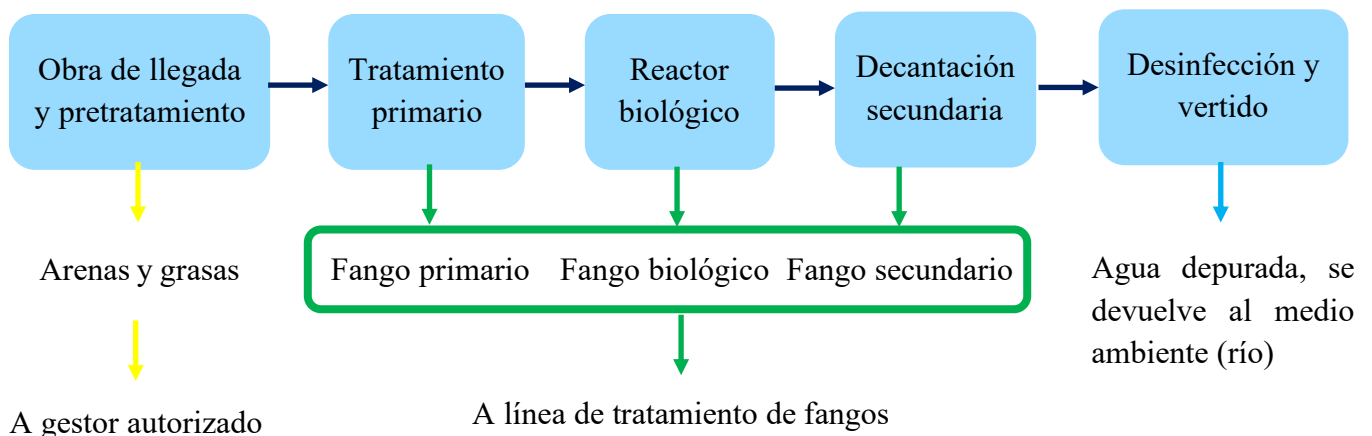 Obra de llegada
y pretratamiento
Tratamiento
primario
Reactor
biológico
Decantación
secundaria
Desinfección y
vertido
Arenas y grasas
Fango primario
Fango biológico
Fango secundario
Agua depurada, se
devuelve al medio
ambiente (río)
A gestor autorizado
A línea de tratamiento de fangos